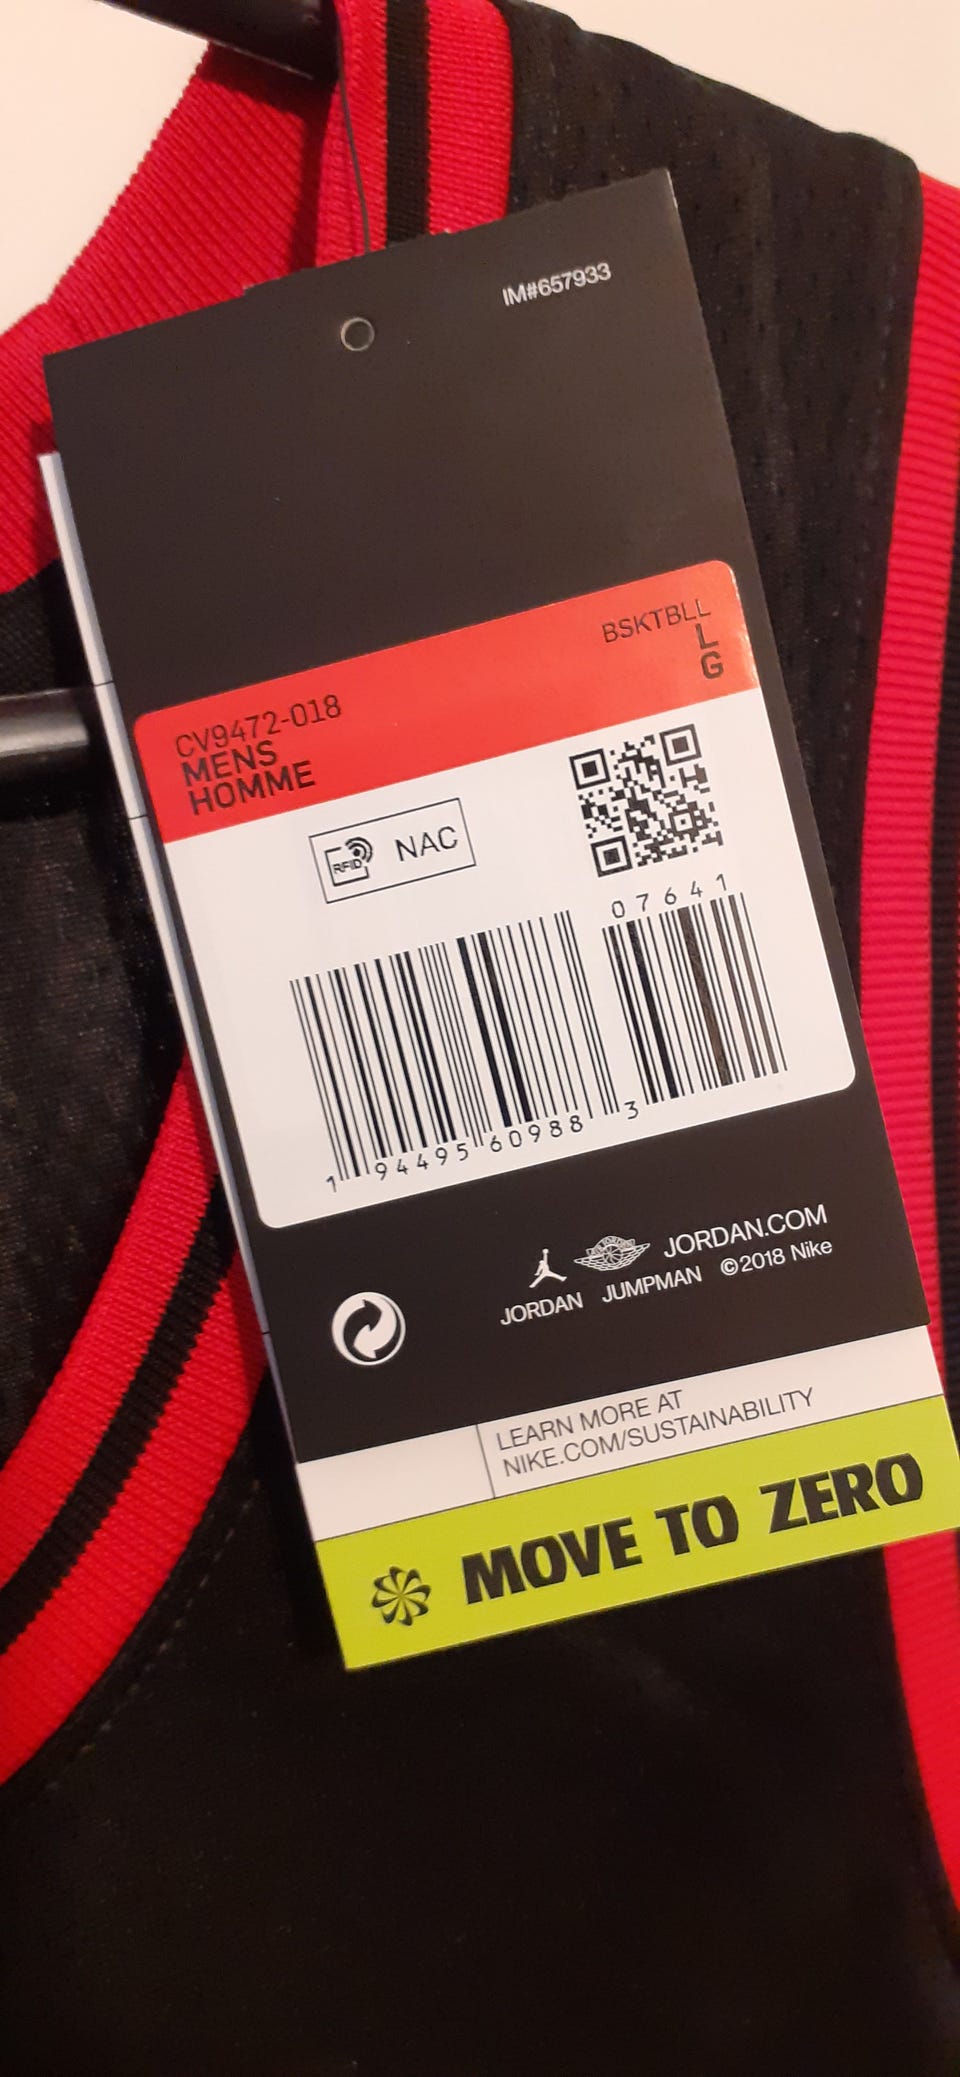 IM#657933
BSKTBLL
L
G
CV9472-018
MENS
HOMME
RFID NAC
07641
1 94495 60988 3
JORDAN.COM
JORDAN JUMPMAN ©2018 Nike
LEARN MORE AT
NIKE.COM/SUSTAINABILITY
MOVE TO ZERO